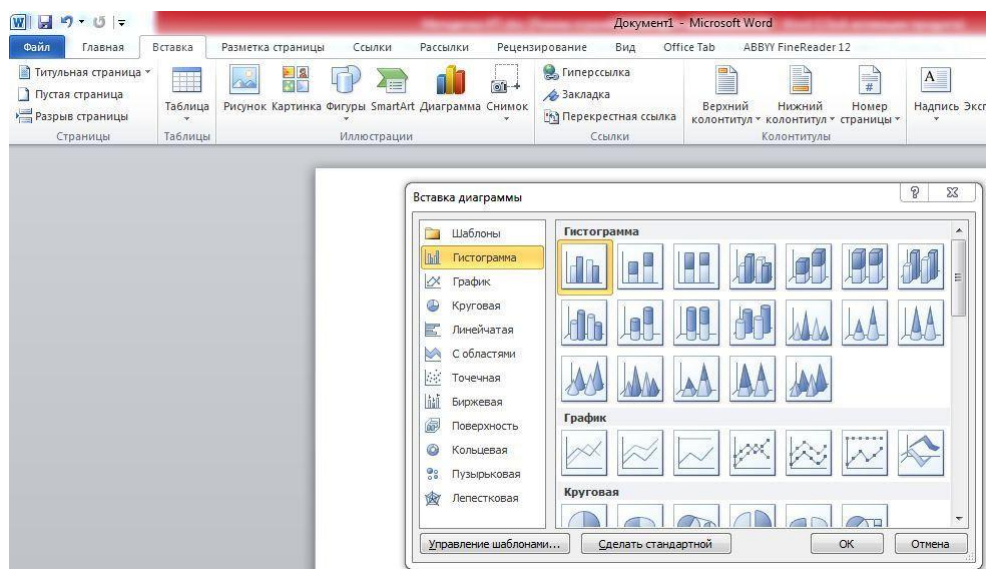 Документ1 - Microsoft Word
Файл Главная Вставка Разметка страницы Ссылки Рассылки Рецензирование Вид Office Tab ABBYY FineReader 12
Титульная страница
Пустая страница
Разрыв страницы
Страницы
Таблица
Таблицы
Рисунок Картинка Фигуры SmartArt Диаграмма Снимок
Иллюстрации
Гиперссылка
Закладка
Перекрестная ссылка
Ссылки
Верхний колонтитул
Нижний колонтитул
Номер страницы
Колонтитулы
Надпись Эксп
Вставка диаграммы
Шаблоны
Гистограмма
График
Круговая
Линейчатая
С областями
Точечная
Биржевая
Поверхность
Кольцевая
Пузырьковая
Лепестковая
Гистограмма
График
Круговая
Управление шаблонами... Сделать стандартной ОК Отмена